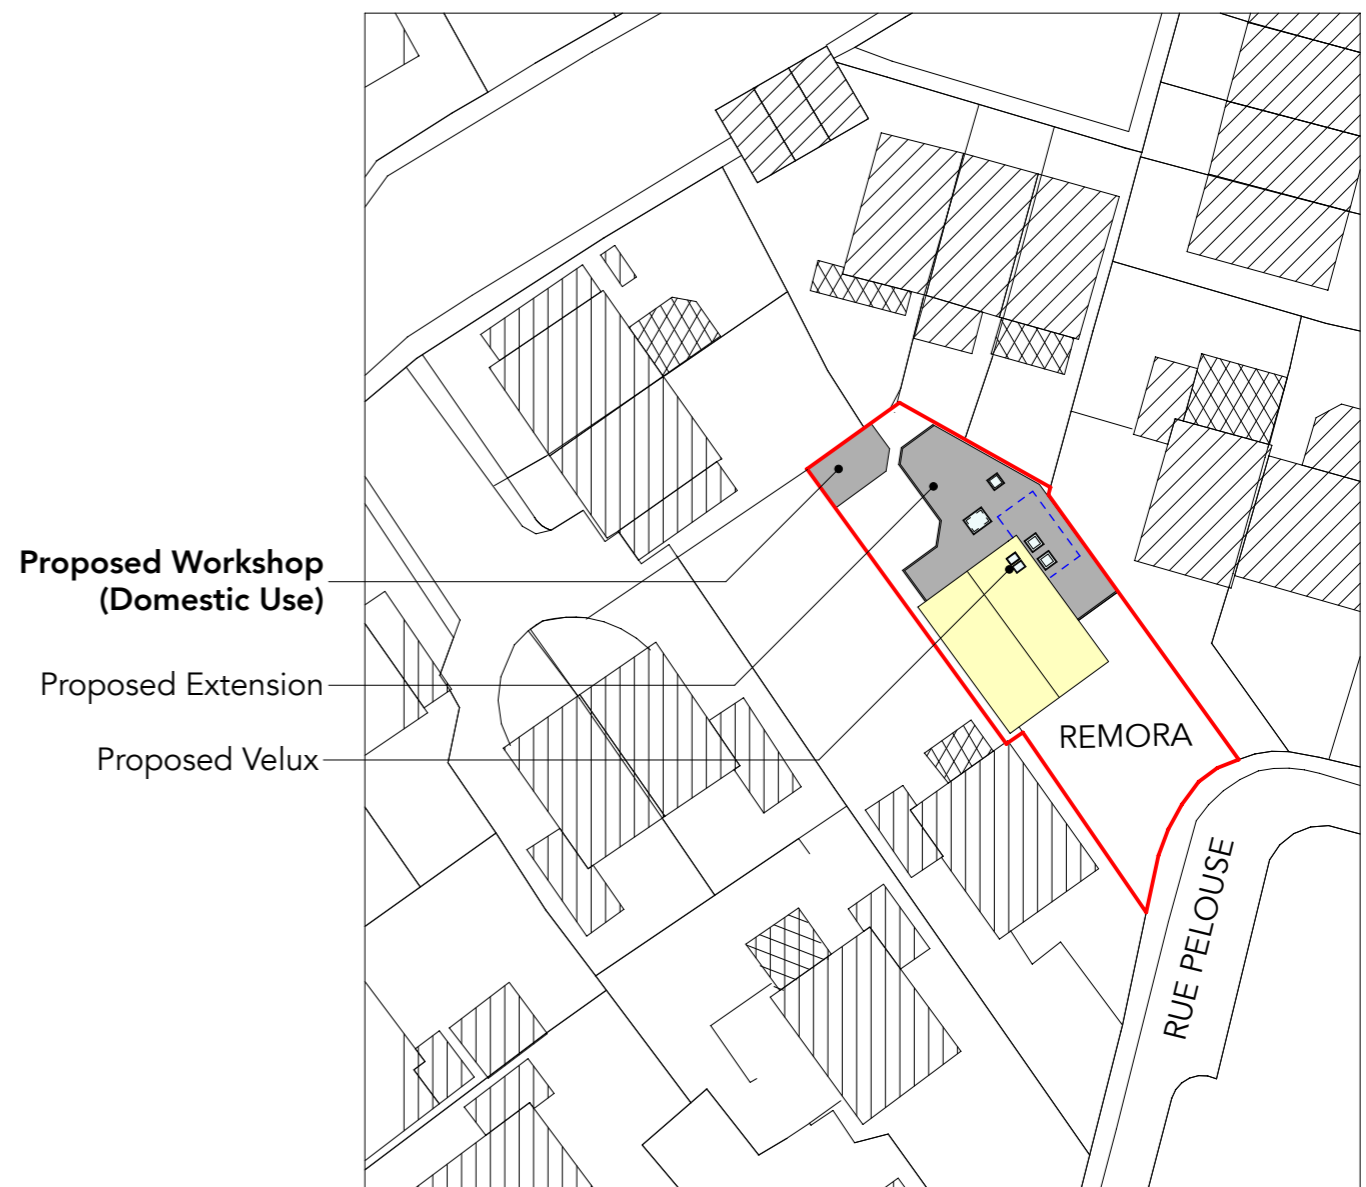 Proposed Workshop
(Domestic Use)
Proposed Extension
Proposed Velux
REMORA
RUE PELOUSE